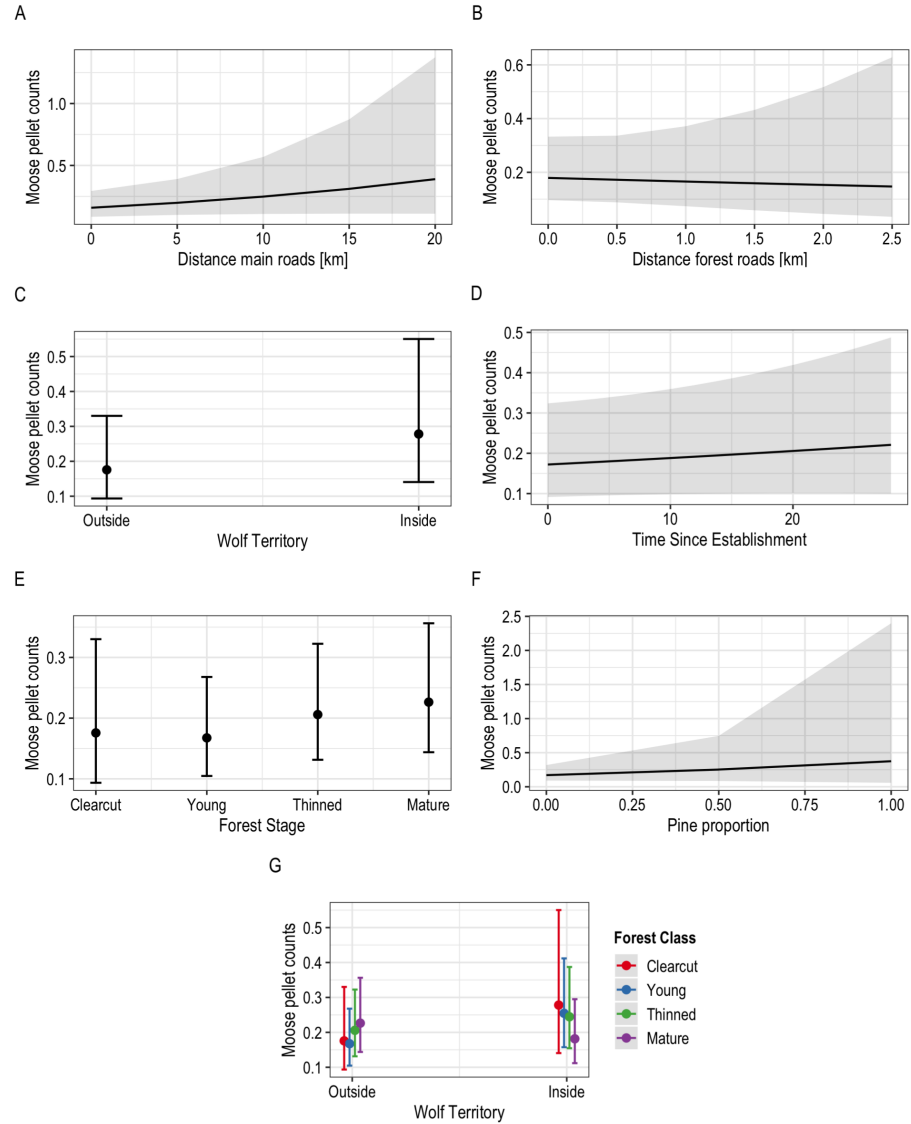 A
Moose pellet counts
1.0
0.5
0 5 10 15 20
Distance main roads [km]
B
Moose pellet counts
0.6
0.4
0.2
0.0 0.5 1.0 1.5 2.0 2.5
Distance forest roads [km]
C
Moose pellet counts
0.5
0.4
0.3
0.2
0.1
Outside Inside
Wolf Territory
D
Moose pellet counts
0.5
0.4
0.3
0.2
0.1
0 10 20
Time Since Establishment
E
Moose pellet counts
0.3
0.2
0.1
Clearcut Young Thinned Mature
Forest Stage
F
Moose pellet counts
2.5
2.0
1.5
1.0
0.5
0.0
0.00 0.25 0.50 0.75 1.00
Pine proportion
G
Moose pellet counts
0.5
0.4
0.3
0.2
0.1
Outside Inside
Wolf Territory
Forest Class
Clearcut
Young
Thinned
Mature